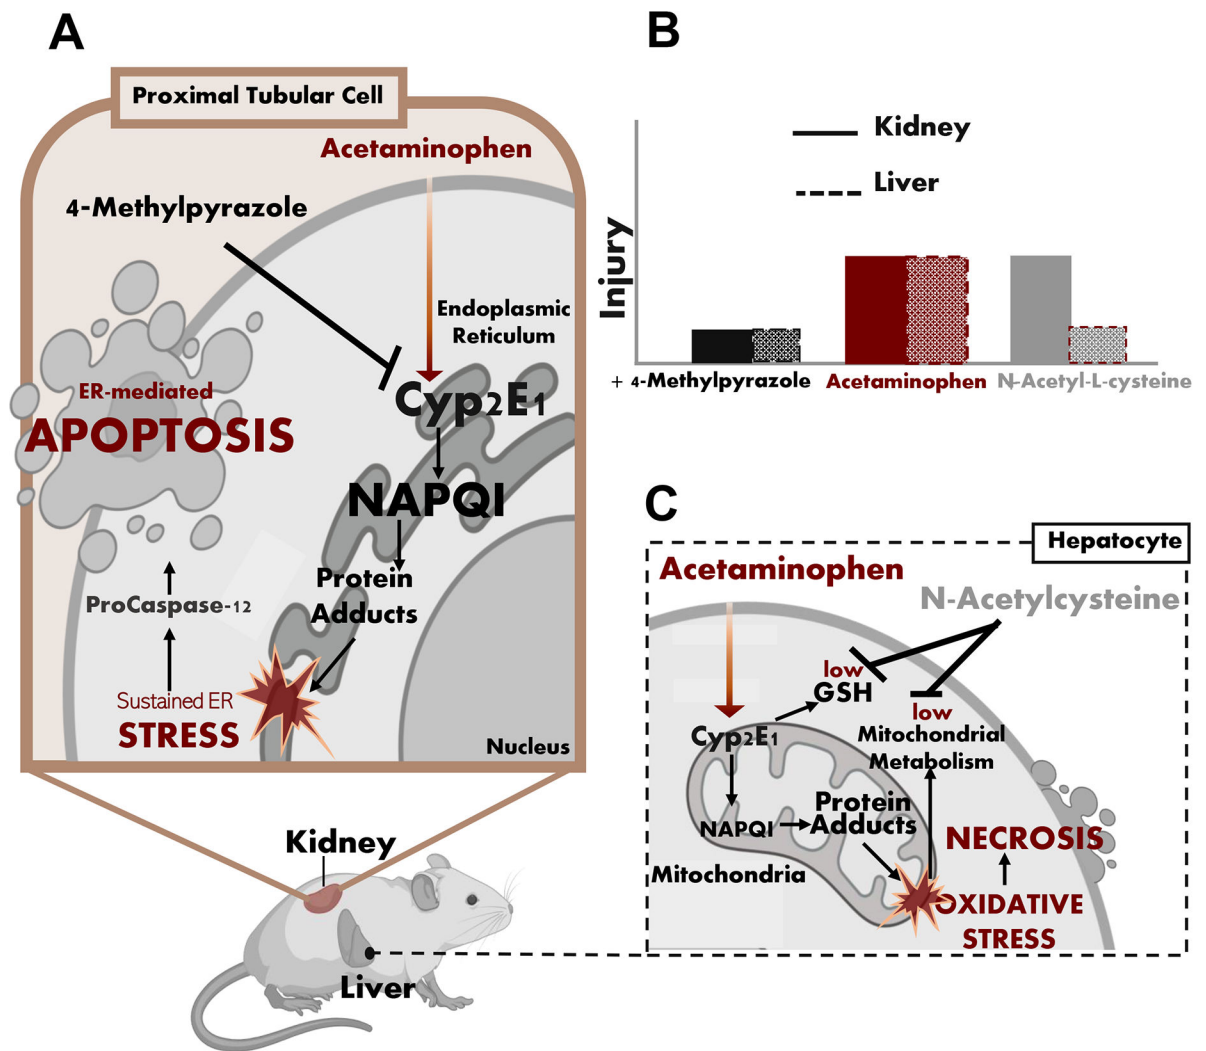 A
Proximal Tubular Cell
Acetaminophen
4-Methylpyrazole
Endoplasmic
Reticulum
Cyp2E1
ER-mediated
APOPTOSIS
NAPQI
Protein
Adducts
ProCaspase-12
Sustained ER
STRESS
Nucleus
Kidney
Liver
B
Kidney
Liver
Injury
+ 4-Methylpyrazole
Acetaminophen
N-Acetyl-L-cysteine
C
Hepatocyte
Acetaminophen
N-Acetylcysteine
low
GSH
low
Mitochondrial
Metabolism
Cyp2E1
NAPQI
Protein
Adducts
Mitochondria
NECROSIS
OXIDATIVE
STRESS